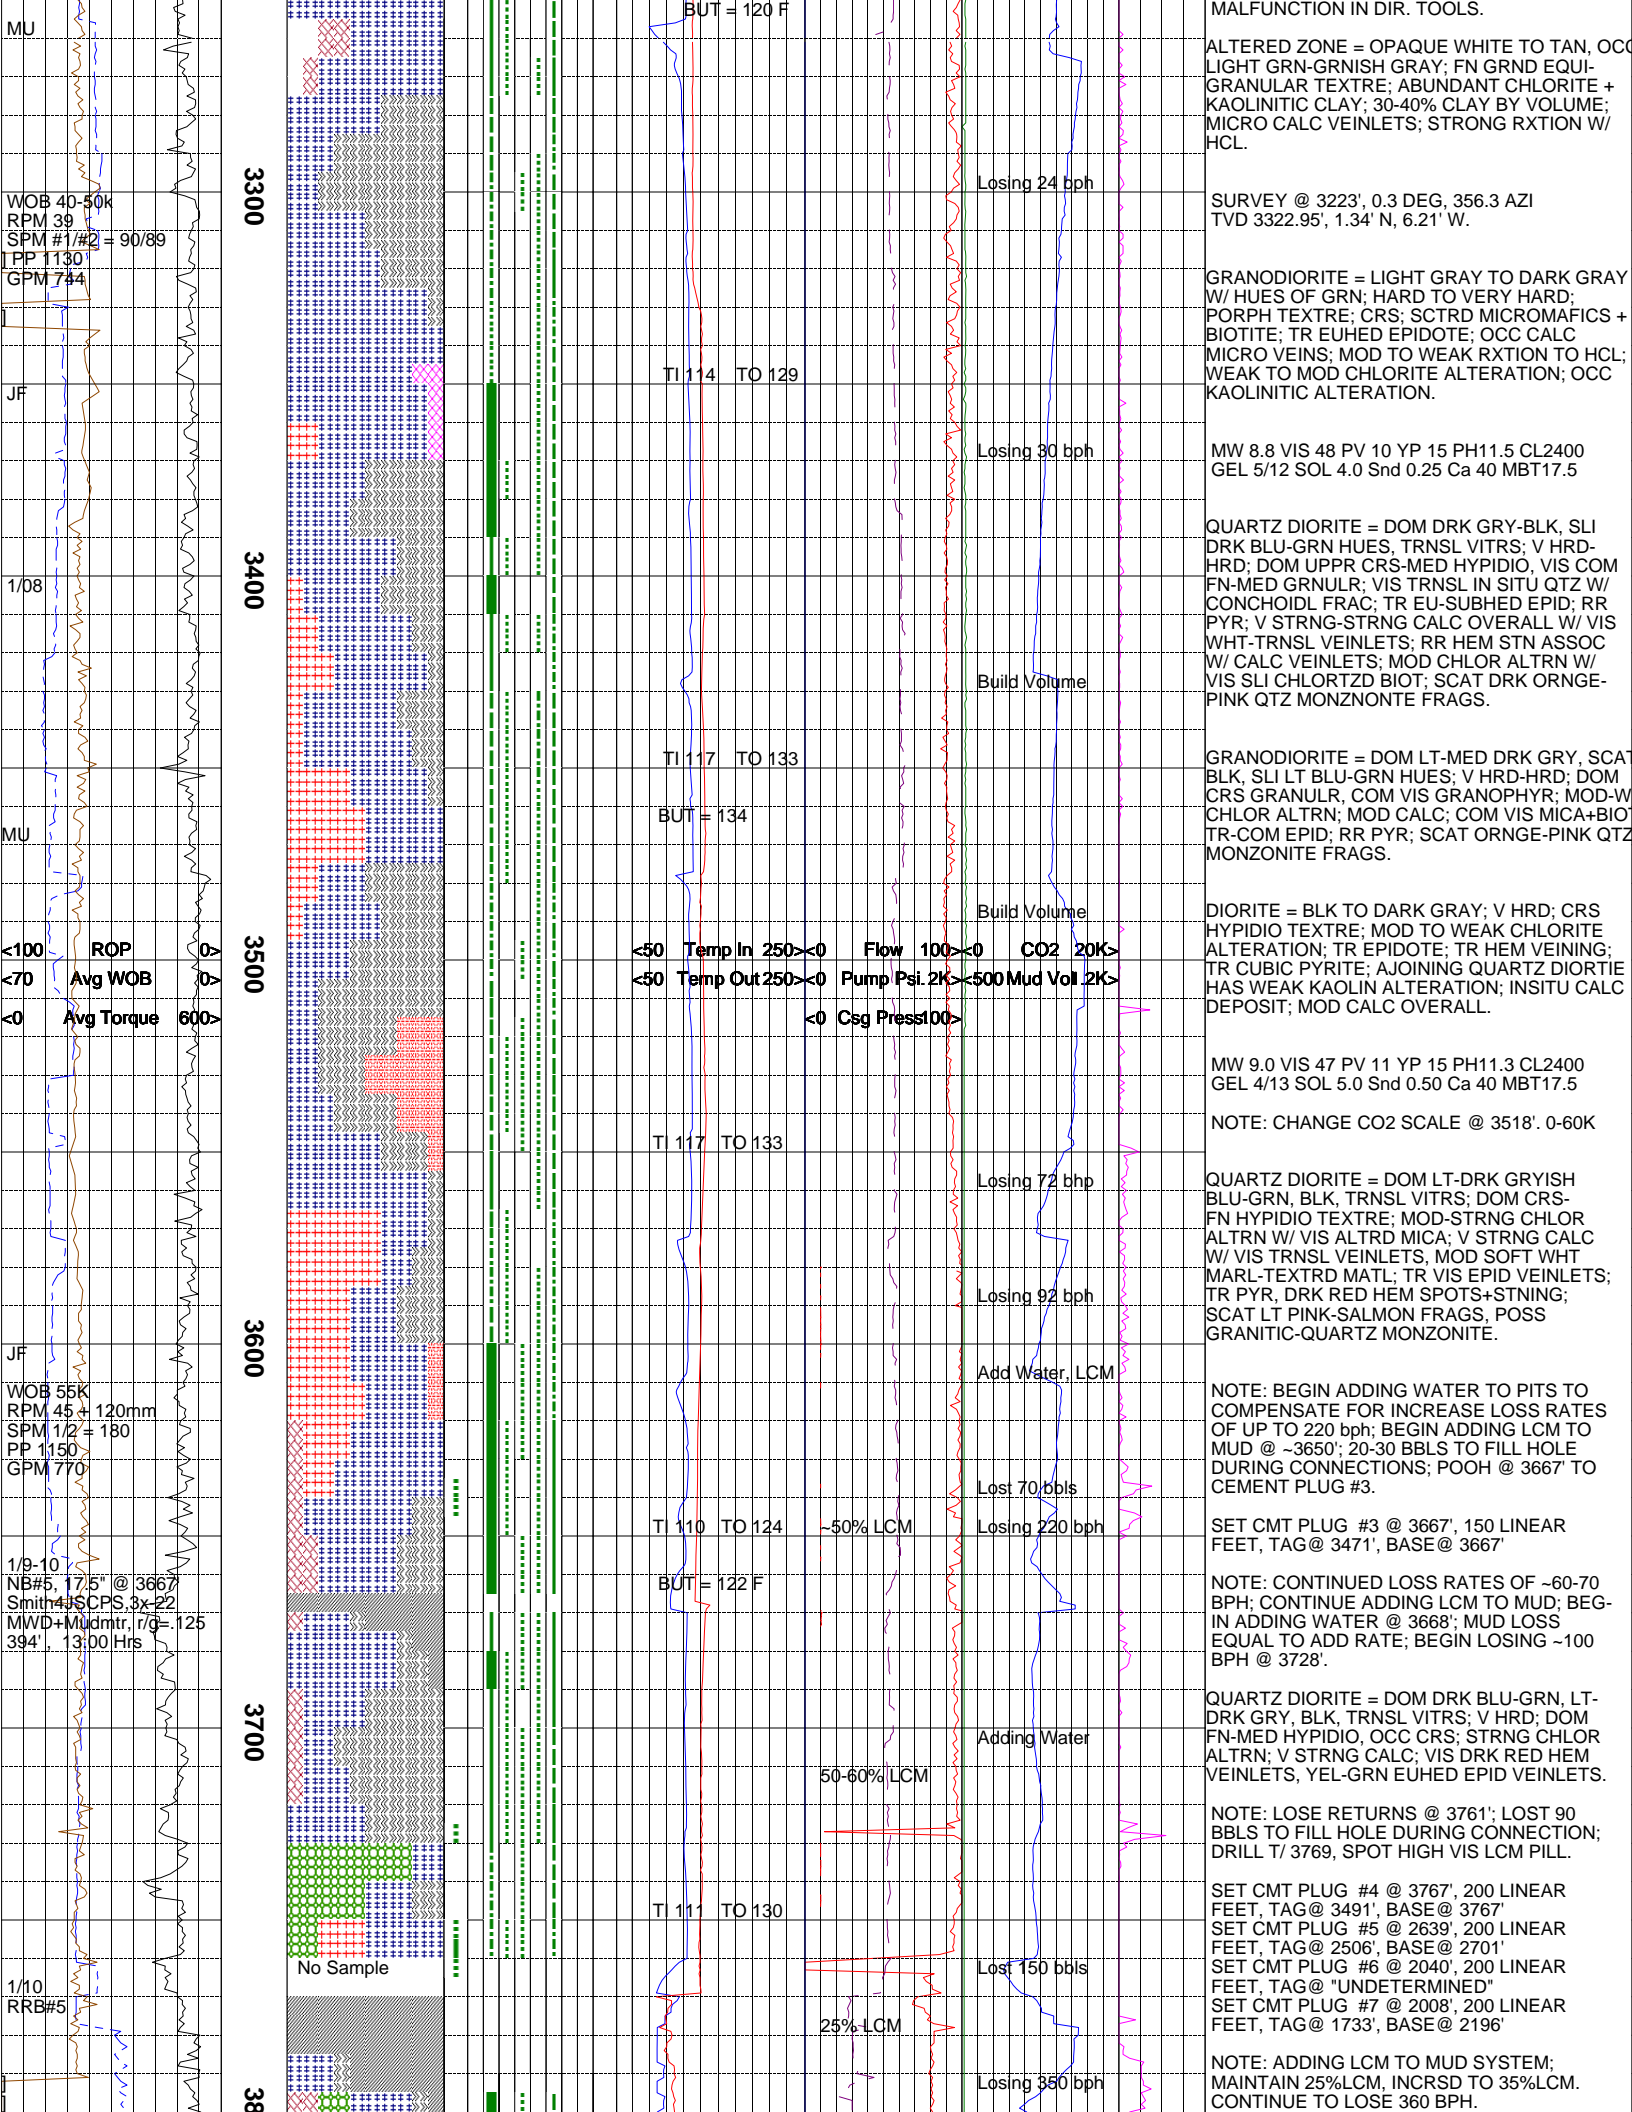 MU
WOB 40-50k
RPM 39
SPM #1/#2 = 90/89
PP 1130
GPM 744
JF
1/08
MU
<100 ROP 0>
<70 Avg WOB 0>
<0 Avg Torque 600>
JF
WOB 55K
RPM 45 + 120mm
SPM 1/2 = 180
PP 1150
GPM 770
1/9-10
NB#5, 17.5" @ 3667'
Smith4JSCPS,3x-22
MWD+Mudmtr, r/g=.125
394', 13:00 Hrs
1/10
RRB#5
3300
3400
3500
3600
3700
38
No Sample
BUT = 120 F
TI 114 TO 129
TI 117 TO 133
BUT = 134
<50 Temp In 250>
<50 Temp Out 250>
TI 117 TO 133
TI 110 TO 124
BUT = 122 F
TI 111 TO 130
<0 Flow 100>
<0 Pump Psi. 2K>
<0 Csg Press 100>
~50% LCM
50-60% LCM
25% LCM
Losing 24 bph
Losing 30 bph
Build Volume
Build Volume
<0 CO2 20K>
<500 Mud Vol. 2K>
Losing 72 bhp
Losing 92 bph
Add Water, LCM
Lost 70 bbls
Losing 220 bph
Adding Water
Lost 150 bbls
Losing 350 bph
MALFUNCTION IN DIR. TOOLS.
ALTERED ZONE = OPAQUE WHITE TO TAN, OCC
LIGHT GRN-GRNISH GRAY; FN GRND EQUI-
GRANULAR TEXTRE; ABUNDANT CHLORITE +
KAOLINITIC CLAY; 30-40% CLAY BY VOLUME;
MICRO CALC VEINLETS; STRONG RXTION W/
HCL.
SURVEY @ 3223', 0.3 DEG, 356.3 AZI
TVD 3322.95', 1.34' N, 6.21' W.
GRANODIORITE = LIGHT GRAY TO DARK GRAY
W/ HUES OF GRN; HARD TO VERY HARD;
PORPH TEXTRE; CRS; SCTRD MICROMAFICS +
BIOTITE; TR EUHED EPIDOTE; OCC CALC
MICRO VEINS; MOD TO WEAK RXTION TO HCL;
WEAK TO MOD CHLORITE ALTERATION; OCC
KAOLINITIC ALTERATION.
MW 8.8 VIS 48 PV 10 YP 15 PH11.5 CL2400
GEL 5/12 SOL 4.0 Snd 0.25 Ca 40 MBT17.5
QUARTZ DIORITE = DOM DRK GRY-BLK, SLI
DRK BLU-GRN HUES, TRNSL VITRS; V HRD-
HRD; DOM UPPR CRS-MED HYPIDIO, VIS COM
FN-MED GRNULR; VIS TRNSL IN SITU QTZ W/
CONCHOIDL FRAC; TR EU-SUBHED EPID; RR
PYR; V STRNG-STRNG CALC OVERALL W/ VIS
WHT-TRNSL VEINLETS; RR HEM STN ASSOC
W/ CALC VEINLETS; MOD CHLOR ALTRN W/
VIS SLI CHLORTZD BIOT; SCAT DRK ORNGE-
PINK QTZ MONZNONTE FRAGS.
GRANODIORITE = DOM LT-MED DRK GRY, SCAT
BLK, SLI LT BLU-GRN HUES; V HRD-HRD; DOM
CRS GRANULR, COM VIS GRANOPHYR; MOD-W
CHLOR ALTRN; MOD CALC; COM VIS MICA+BIOT
TR-COM EPID; RR PYR; SCAT ORNGE-PINK QTZ
MONZONITE FRAGS.
DIORITE = BLK TO DARK GRAY; V HRD; CRS
HYPIDIO TEXTRE; MOD TO WEAK CHLORITE
ALTERATION; TR EPIDOTE; TR HEM VEINING;
TR CUBIC PYRITE; AJOINING QUARTZ DIORTIE
HAS WEAK KAOLIN ALTERATION; INSITU CALC
DEPOSIT; MOD CALC OVERALL.
MW 9.0 VIS 47 PV 11 YP 15 PH11.3 CL2400
GEL 4/13 SOL 5.0 Snd 0.50 Ca 40 MBT17.5
NOTE: CHANGE CO2 SCALE @ 3518'. 0-60K
QUARTZ DIORITE = DOM LT-DRK GRYISH
BLU-GRN, BLK, TRNSL VITRS; DOM CRS-
FN HYPIDIO TEXTRE; MOD-STRNG CHLOR
ALTRN W/ VIS ALTRD MICA; V STRNG CALC
W/ VIS TRNSL VEINLETS, MOD SOFT WHT
MARL-TEXTRD MATL; TR VIS EPID VEINLETS;
TR PYR, DRK RED HEM SPOTS+STNING;
SCAT LT PINK-SALMON FRAGS, POSS
GRANITIC-QUARTZ MONZONITE.
NOTE: BEGIN ADDING WATER TO PITS TO
COMPENSATE FOR INCREASE LOSS RATES
OF UP TO 220 bph; BEGIN ADDING LCM TO
MUD @ ~3650'; 20-30 BBLS TO FILL HOLE
DURING CONNECTIONS; POOH @ 3667' TO
CEMENT PLUG #3.
SET CMT PLUG #3 @ 3667', 150 LINEAR
FEET, TAG@ 3471', BASE@ 3667'
NOTE: CONTINUED LOSS RATES OF ~60-70
BPH; CONTINUE ADDING LCM TO MUD; BEG-
IN ADDING WATER @ 3668'; MUD LOSS
EQUAL TO ADD RATE; BEGIN LOSING ~100
BPH @ 3728'.
QUARTZ DIORITE = DOM DRK BLU-GRN, LT-
DRK GRY, BLK, TRNSL VITRS; V HRD; DOM
FN-MED HYPIDIO, OCC CRS; STRNG CHLOR
ALTRN; V STRNG CALC; VIS DRK RED HEM
VEINLETS, YEL-GRN EUHED EPID VEINLETS.
NOTE: LOSE RETURNS @ 3761'; LOST 90
BBLS TO FILL HOLE DURING CONNECTION;
DRILL T/ 3769, SPOT HIGH VIS LCM PILL.
SET CMT PLUG #4 @ 3767', 200 LINEAR
FEET, TAG@ 3491', BASE@ 3767'
SET CMT PLUG #5 @ 2639', 200 LINEAR
FEET, TAG@ 2506', BASE@ 2701'
SET CMT PLUG #6 @ 2040', 200 LINEAR
FEET, TAG@ "UNDETERMINED"
SET CMT PLUG #7 @ 2008', 200 LINEAR
FEET, TAG@ 1733', BASE@ 2196'
NOTE: ADDING LCM TO MUD SYSTEM;
MAINTAIN 25%LCM, INCRSD TO 35%LCM.
CONTINUE TO LOSE 360 BPH.